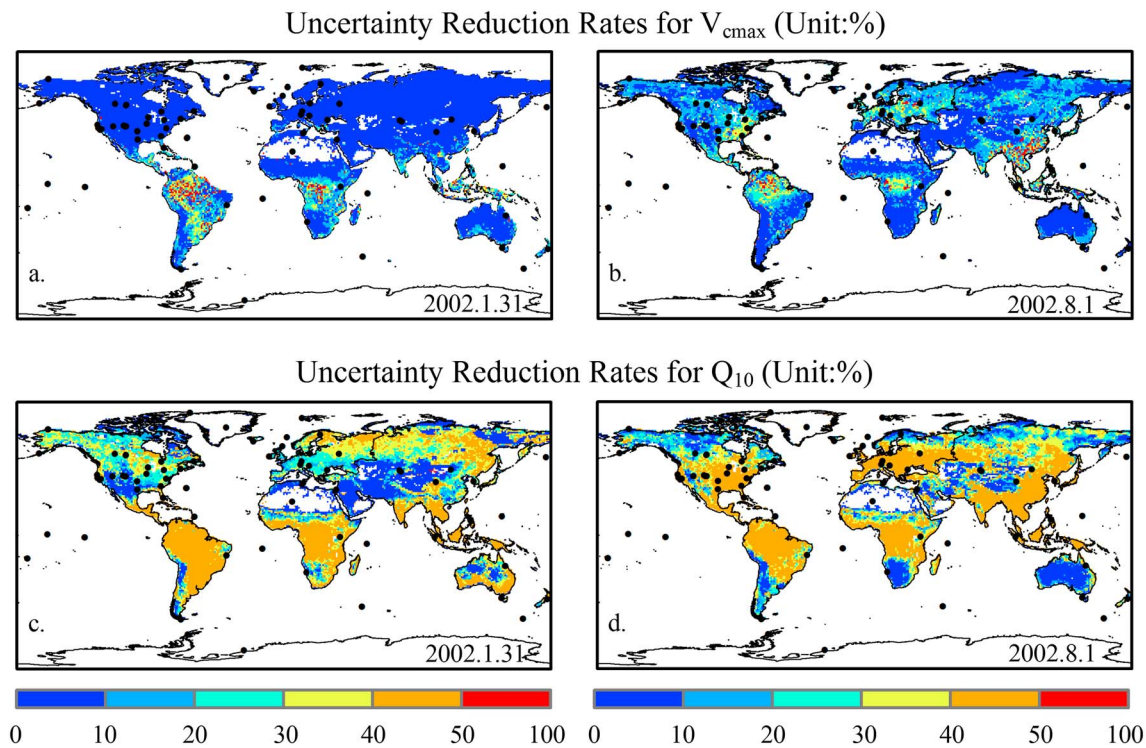 Uncertainty Reduction Rates for Vcmax (Unit:%)
a.
2002.1.31
b.
2002.8.1
Uncertainty Reduction Rates for Q10 (Unit:%)
c.
2002.1.31
d.
2002.8.1
0 10 20 30 40 50 100
0 10 20 30 40 50 100